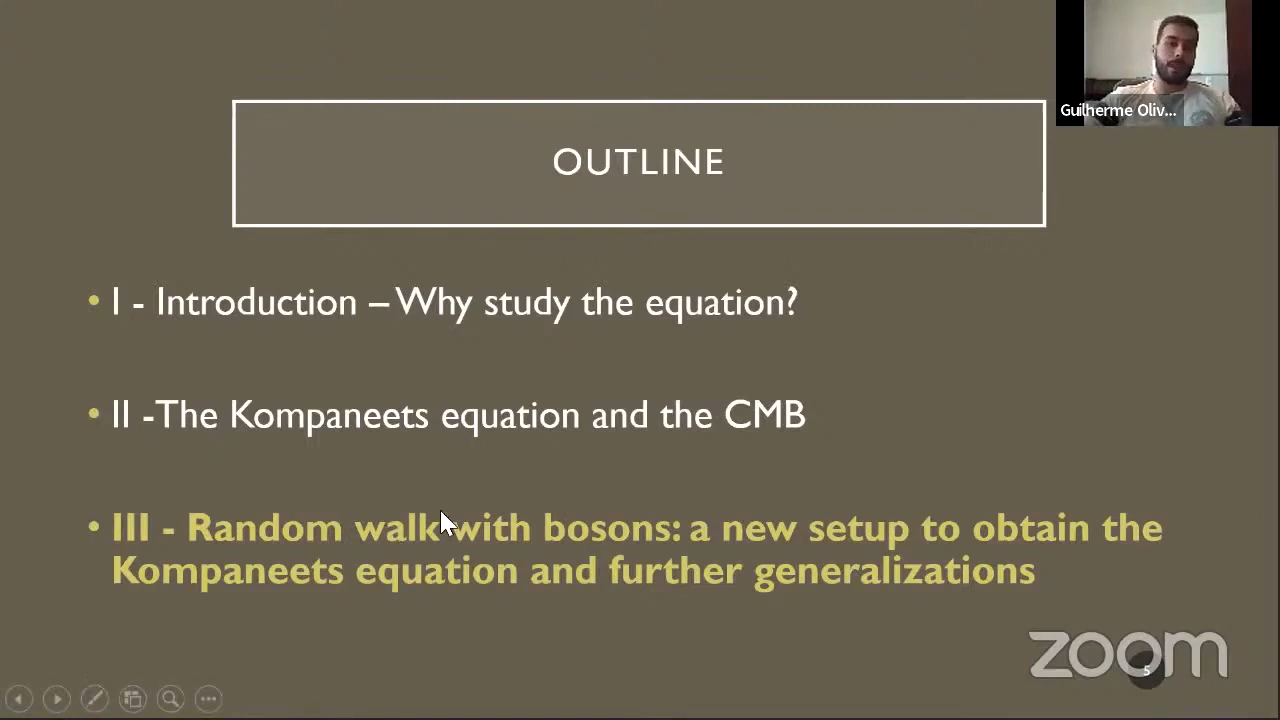 Guilherme Oliv...
OUTLINE
• I - Introduction – Why study the equation?
• II -The Kompaneets equation and the CMB
• III - Random walk with bosons: a new setup to obtain the
Kompaneets equation and further generalizations
zoom
5